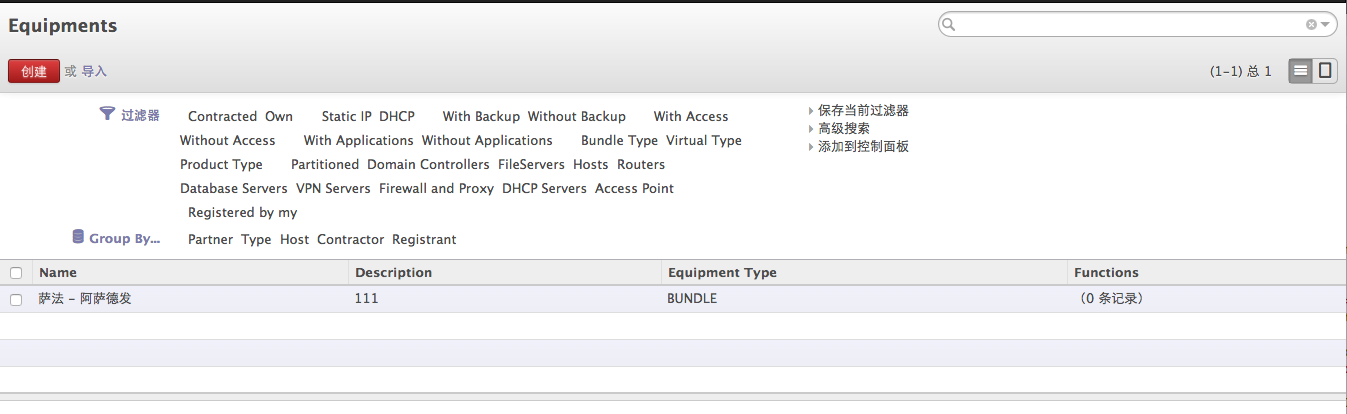 Equipments
创建 或 导入
(1-1) 总 1
过滤器 Contracted Own Static IP DHCP With Backup Without Backup With Access
Without Access With Applications Without Applications Bundle Type Virtual Type
Product Type Partitioned Domain Controllers FileServers Hosts Routers
Database Servers VPN Servers Firewall and Proxy DHCP Servers Access Point
Registered by my
Group By... Partner Type Host Contractor Registrant
保存当前过滤器
高级搜索
添加到控制面板
Name Description Equipment Type Functions
萨法 - 阿萨德发 111 BUNDLE (0 条记录)